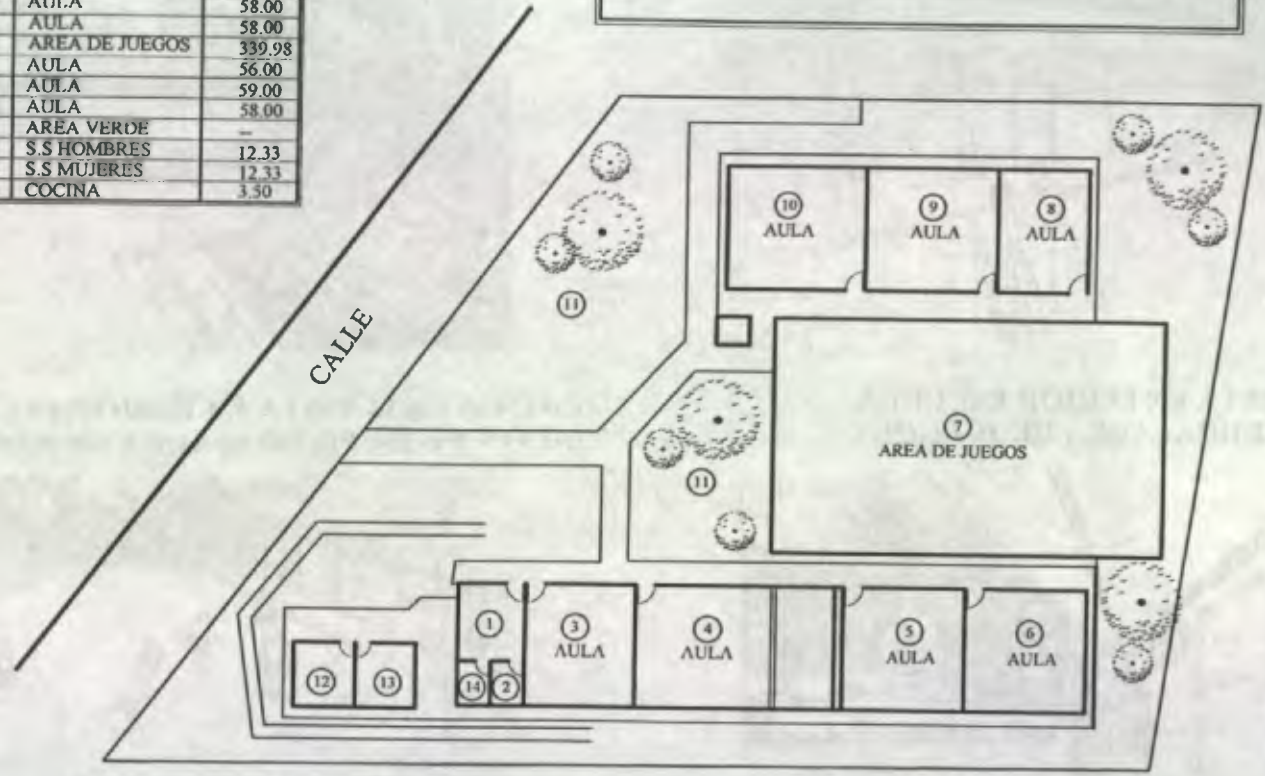 AULA 58.00
AULA 58.00
AREA DE JUEGOS 339.98
AULA 56.00
AULA 59.00
AULA 58.00
AREA VERDE --
S.S HOMBRES 12.33
S.S MUJERES 12.33
COCINA 3.50
CALLE
10
AULA
9
AULA
8
AULA
11
7
AREA DE JUEGOS
11
1
3
AULA
4
AULA
5
AULA
6
AULA
12
13
14
2